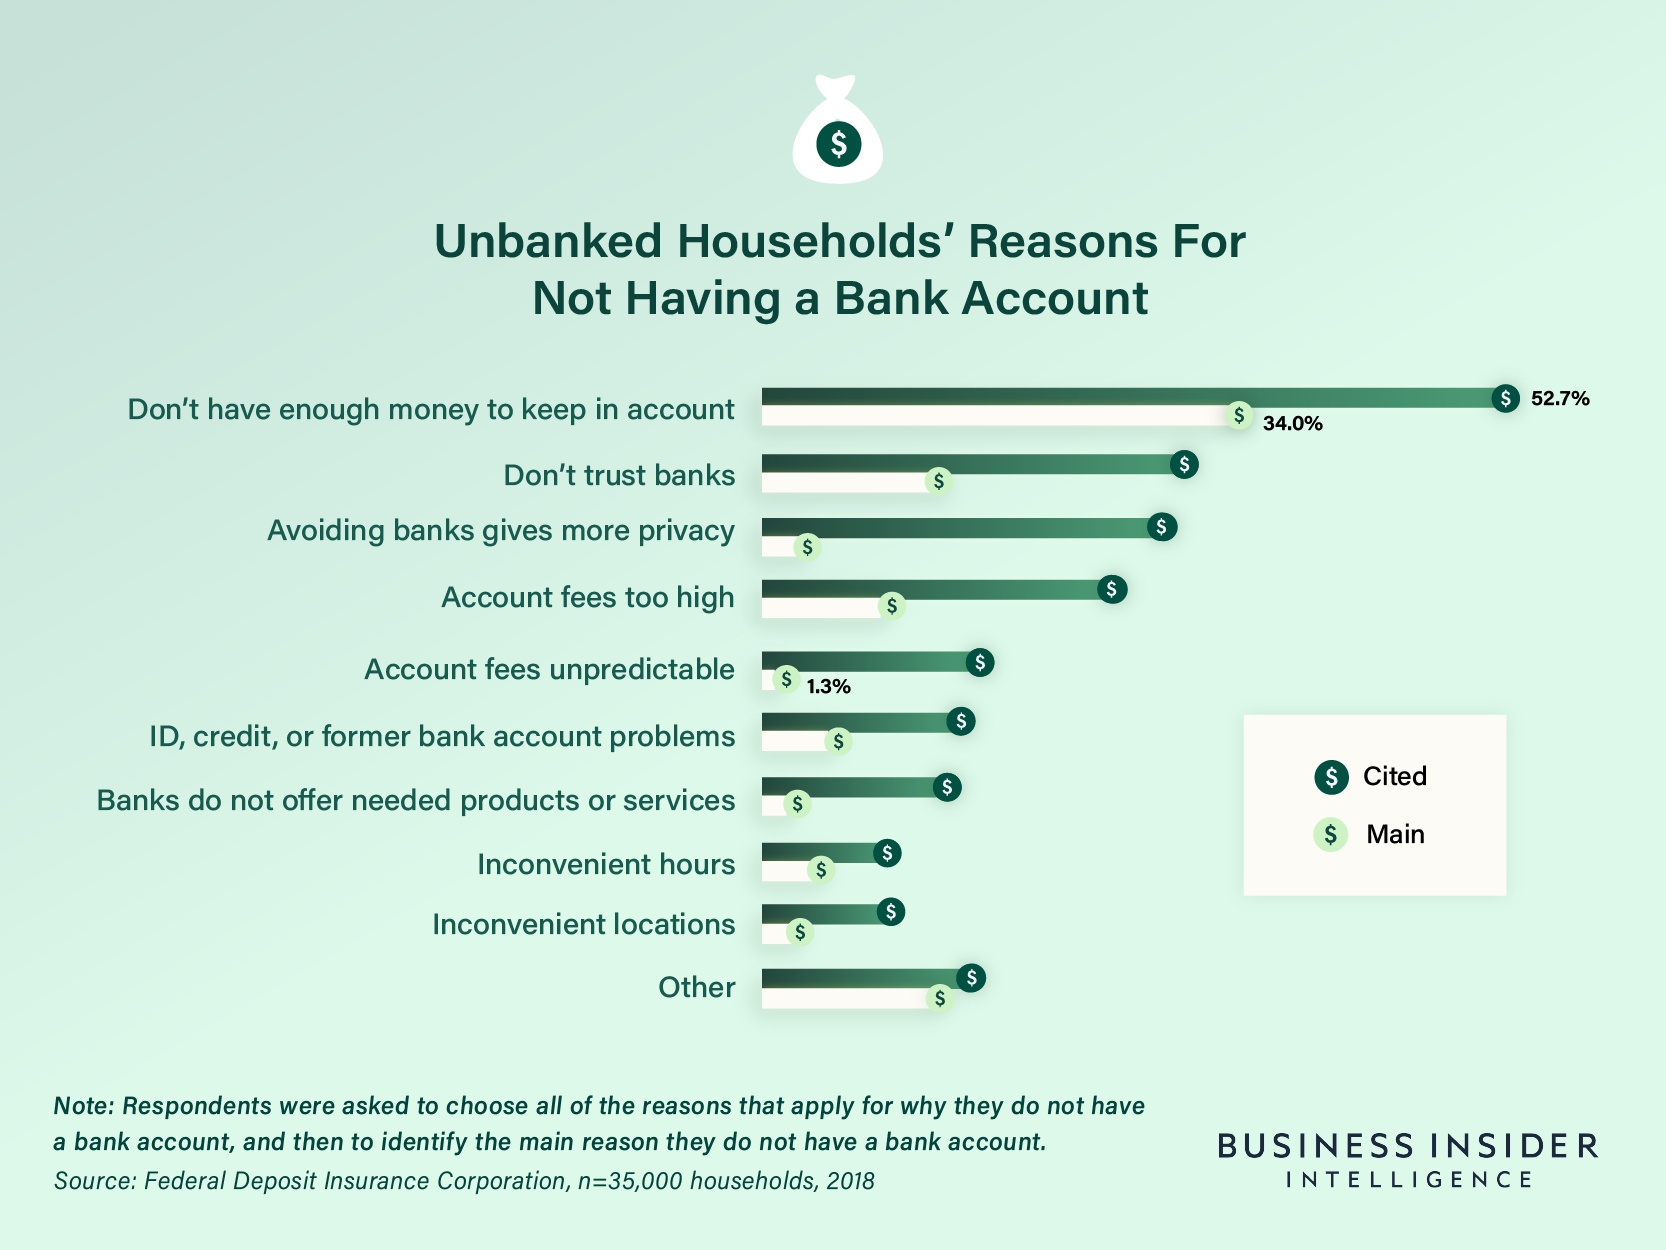 $
Unbanked Households’ Reasons For
Not Having a Bank Account
Don’t have enough money to keep in account
$ 52.7%
$ 34.0%
Don’t trust banks
$
$
Avoiding banks gives more privacy
$
$
Account fees too high
$
$
Account fees unpredictable
$
$ 1.3%
ID, credit, or former bank account problems
$
$
Banks do not offer needed products or services
$
$
Inconvenient hours
$
$
Inconvenient locations
$
$
Other
$
$
$ Cited
$ Main
Note: Respondents were asked to choose all of the reasons that apply for why they do not have
a bank account, and then to identify the main reason they do not have a bank account.
Source: Federal Deposit Insurance Corporation, n=35,000 households, 2018
BUSINESS INSIDER
INTELLIGENCE